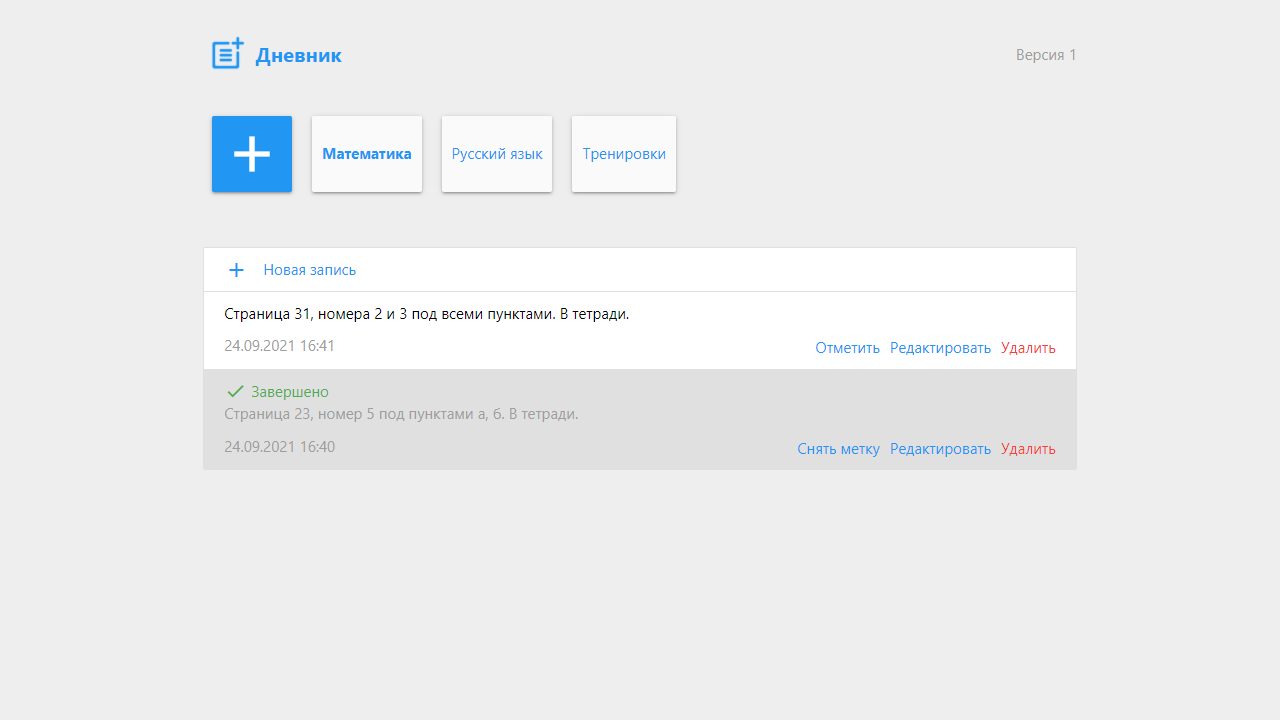 Дневник
Версия 1
Математика
Русский язык
Тренировки
Новая запись
Страница 31, номера 2 и 3 под всеми пунктами. В тетради.
24.09.2021 16:41
Отметить Редактировать Удалить
Завершено
Страница 23, номер 5 под пунктами а, б. В тетради.
24.09.2021 16:40
Снять метку Редактировать Удалить